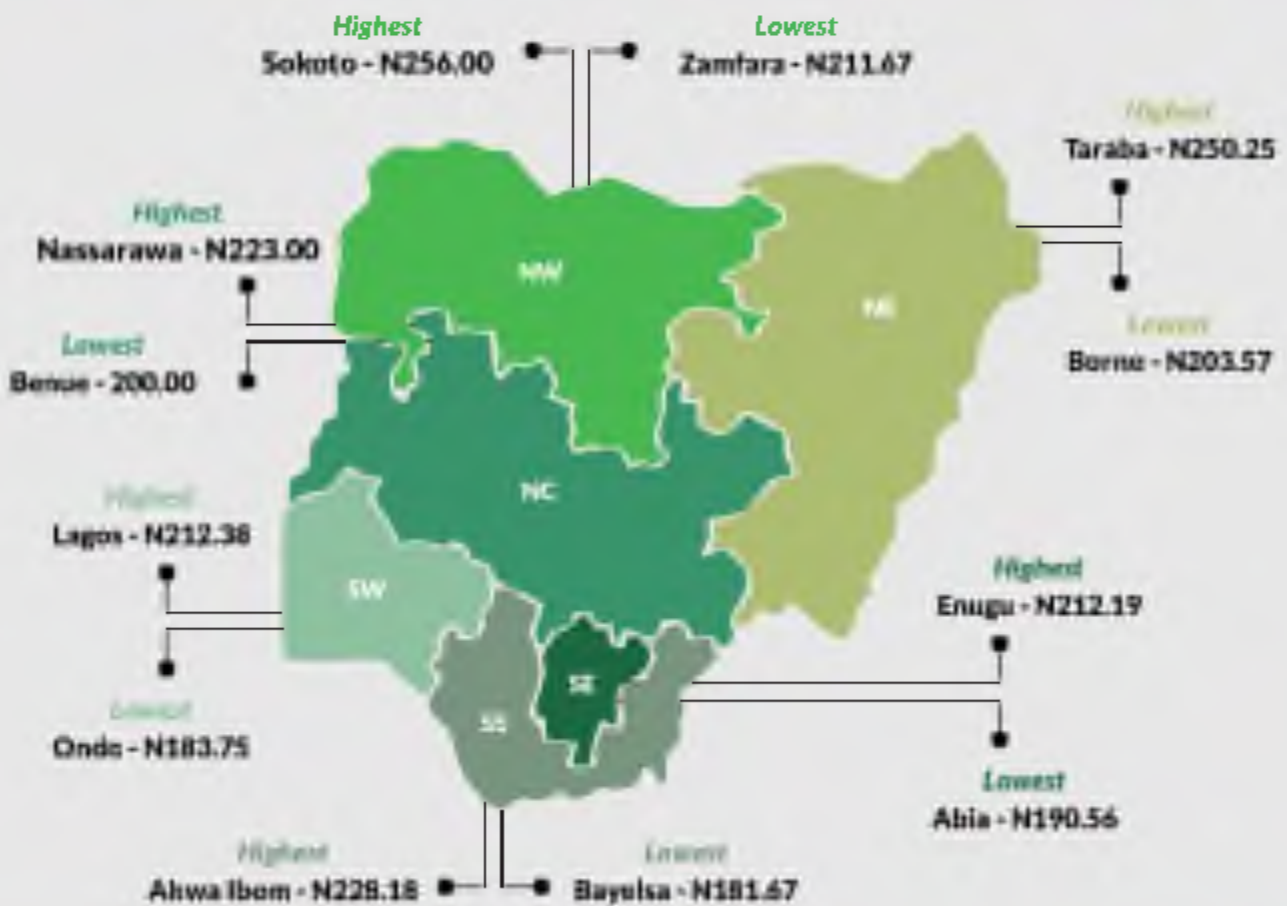 Highest
Sokoto - N256.00
Lowest
Zamfara - N211.67
Highest
Taraba - N250.25
Highest
Nassarawa - N223.00
NW
NE
Lowest
Benue - 200.00
Lowest
Borno - N203.57
NC
Highest
Lagos - N212.38
SW
Highest
Enugu - N212.19
SE
SS
Lowest
Ondo - N183.75
Lowest
Abia - N190.56
Highest
Akwa Ibom - N228.18
Lowest
Bayelsa - N181.67